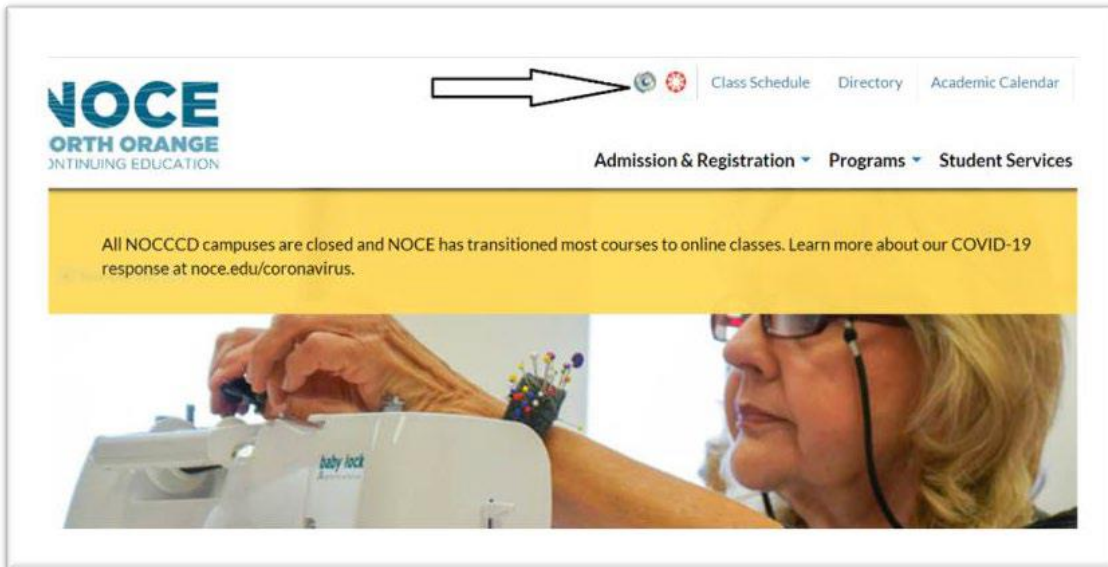 NOCE
ORTH ORANGE
ONTINUING EDUCATION
Class Schedule Directory Academic Calendar
Admission & Registration Programs Student Services
All NOCCCD campuses are closed and NOCE has transitioned most courses to online classes. Learn more about our COVID-19
response at noce.edu/coronavirus.
baby lock